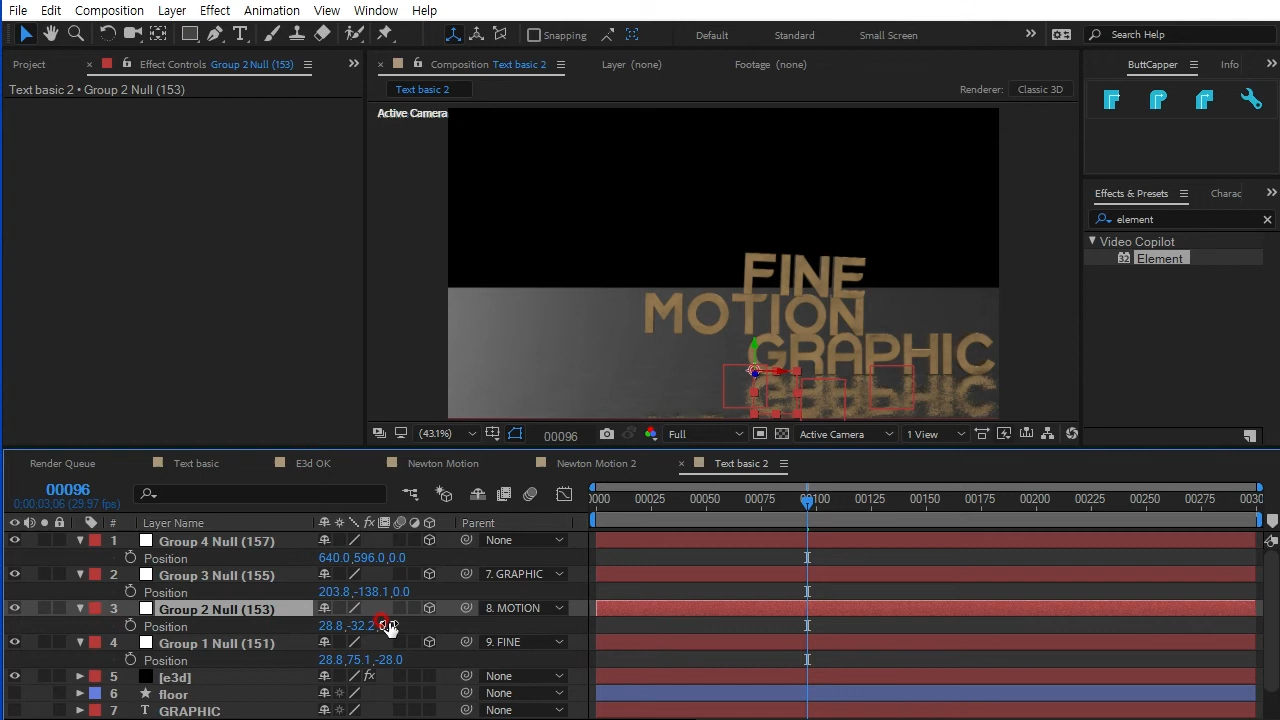 File Edit Composition Layer Effect Animation View Window Help
Snapping Default Standard Small Screen Search Help
Project Effect Controls Group 2 Null (153) Composition Text basic 2 Layer (none) Footage (none) ButtCapper Info
Text basic 2 • Group 2 Null (153) Text basic 2 Renderer: Classic 3D
Active Camera
Effects & Presets Charac
element
Video Copilot
32 Element
FINE
MOTION
GRAPHIC
(43.1%) 00096 Full Active Camera 1 View
Render Queue Text basic E3d OK Newton Motion Newton Motion 2 Text basic 2
00096
0:00:03:06 (29.97 fps)
0000 00025 00050 00075 00100 00125 00150 00175 00200 00225 00250 00275 0030
# Layer Name fx Parent
1 Group 4 Null (157) None
Position 640.0,596.0,0.0
2 Group 3 Null (155) 7. GRAPHIC
Position 203.8,-138.1,0.0
3 Group 2 Null (153) 8. MOTION
Position 28.8,-32.2,
4 Group 1 Null (151) 9. FINE
Position 28.8,75.1,-28.0
5 [e3d] fx None
6 floor None
7 T GRAPHIC None